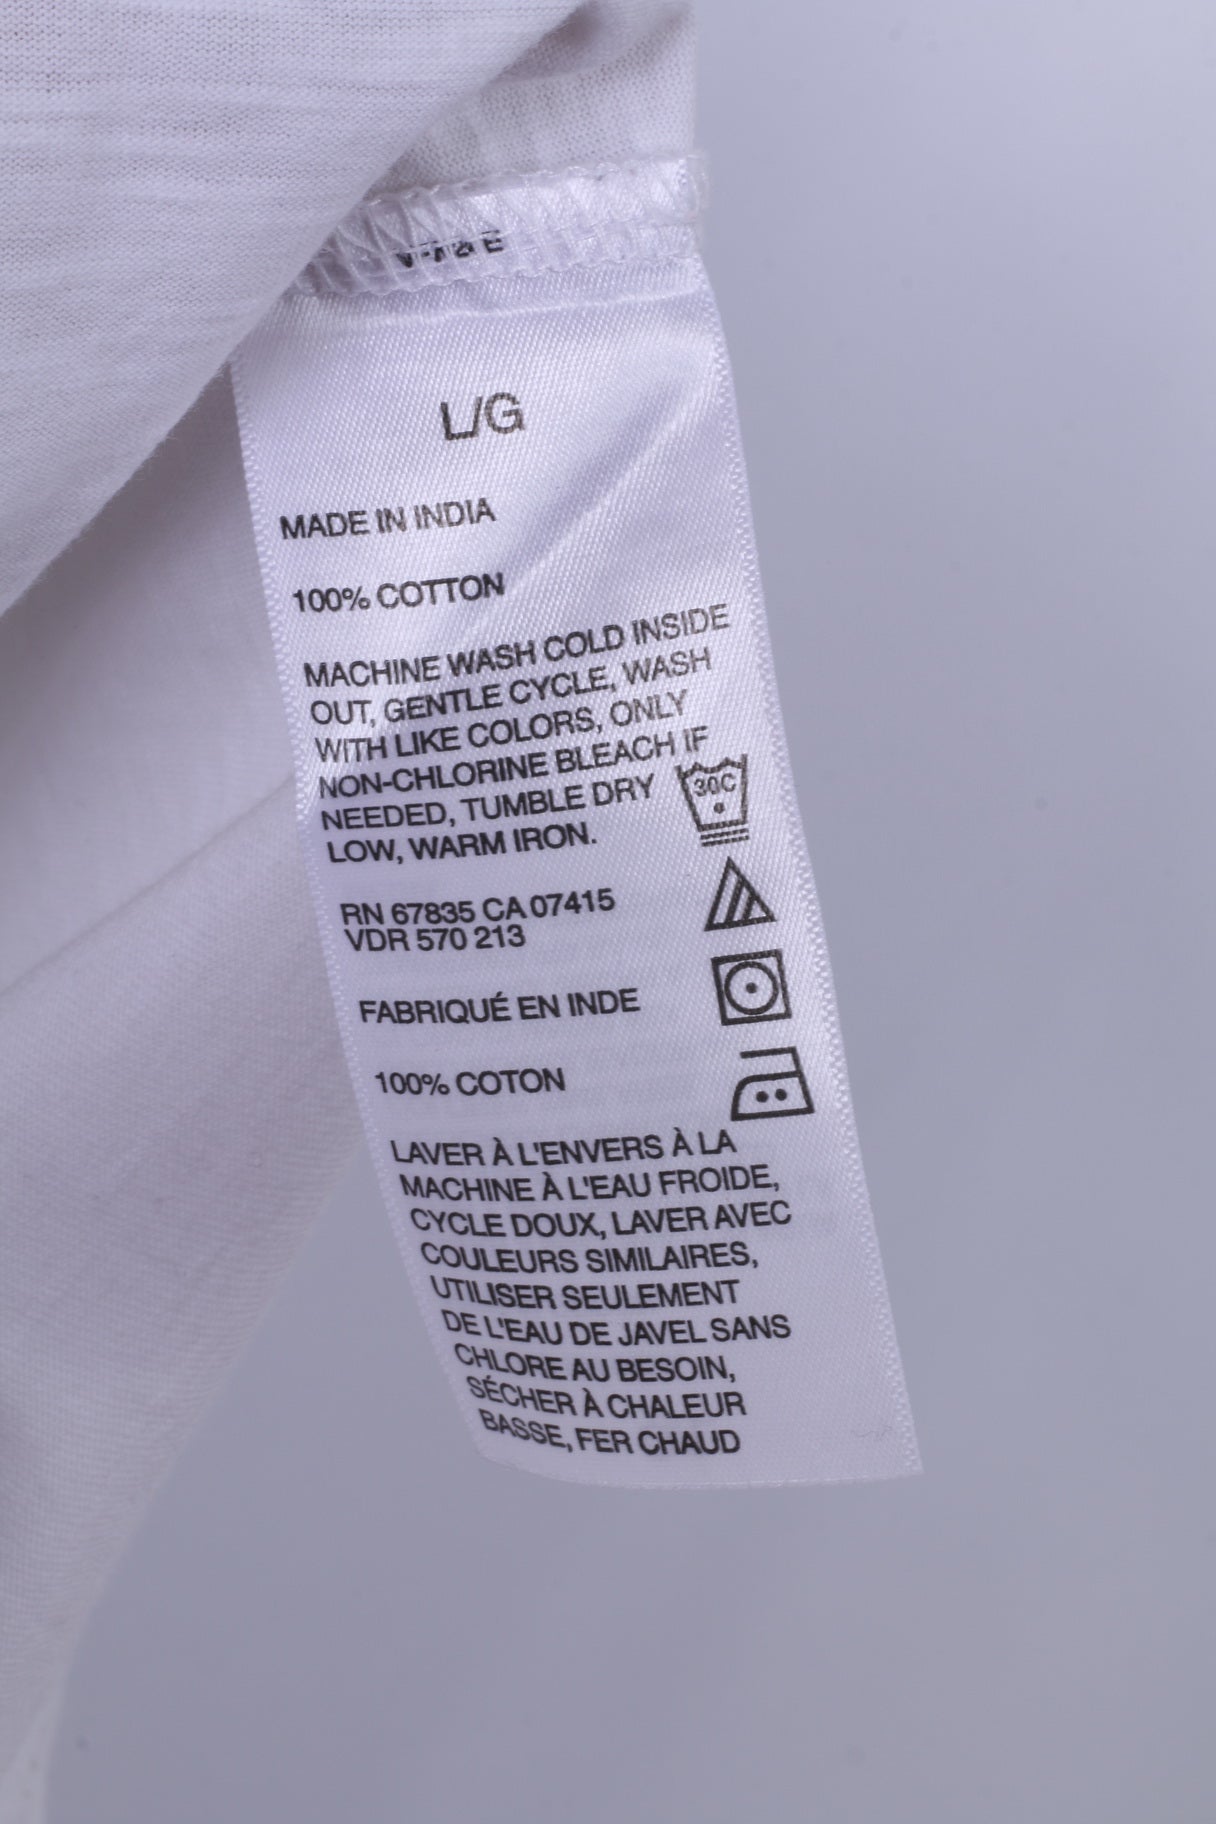 L/G
MADE IN INDIA
100% COTTON
MACHINE WASH COLD INSIDE
OUT, GENTLE CYCLE, WASH
WITH LIKE COLORS, ONLY
NON-CHLORINE BLEACH IF
NEEDED, TUMBLE DRY
LOW, WARM IRON.
30C
RN 67835 CA 07415
VDR 570 213
FABRIQUÉ EN INDE
100% COTON
LAVER À L'ENVERS À LA
MACHINE À L'EAU FROIDE,
CYCLE DOUX, LAVER AVEC
COULEURS SIMILAIRES,
UTILISER SEULEMENT
DE L'EAU DE JAVEL SANS
CHLORE AU BESOIN,
SÉCHER À CHALEUR
BASSE, FER CHAUD